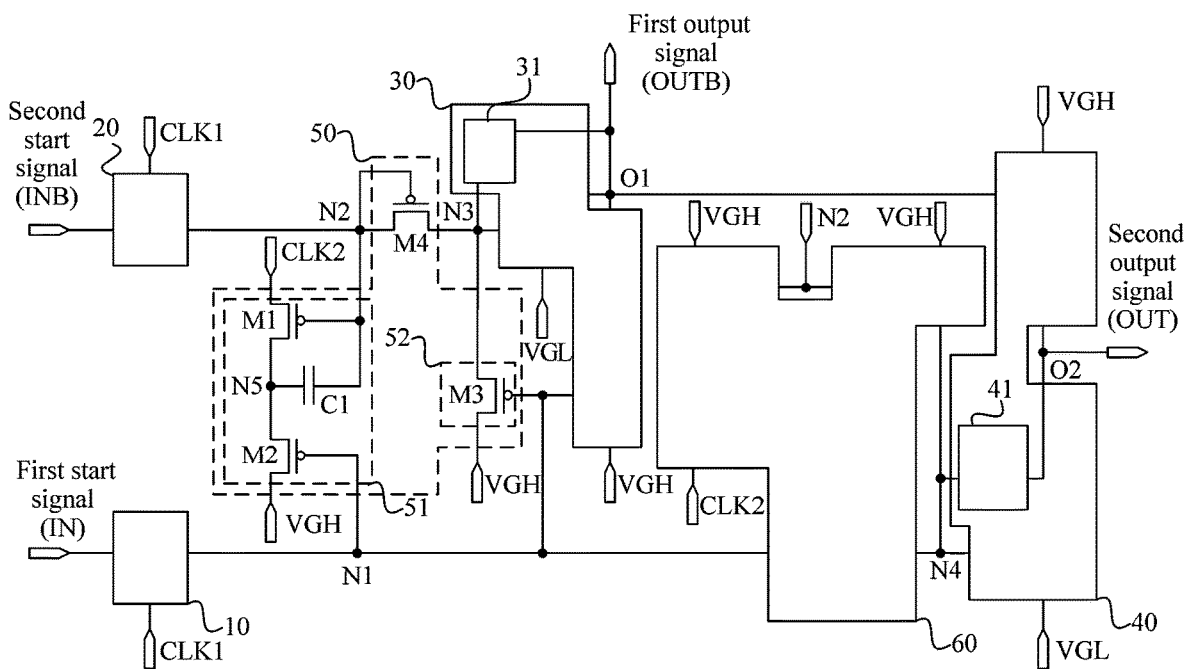 First output
signal
(OUTB)
31
30
VGH
Second
start
signal
(INB)
20
CLK1
50
O1
N2
N3
M4
VGH
N2
VGH
CLK2
Second
output
signal
(OUT)
M1
52
VGL
N5
C1
M3
O2
41
M2
First start
signal
(IN)
VGH
51
VGH
VGH
CLK2
N1
N4
10
CLK1
60
40
VGL